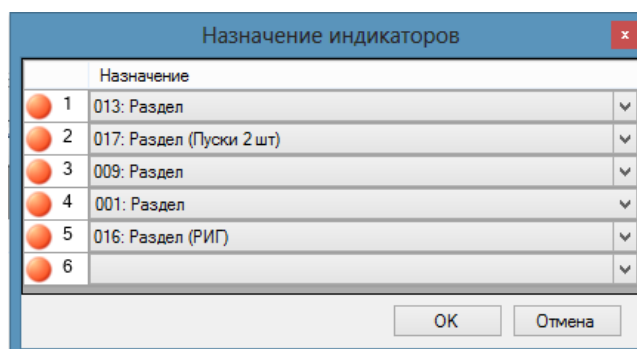 Назначение индикаторов
x
Назначение
1 013: Раздел
2 017: Раздел (Пуски 2 шт)
3 009: Раздел
4 001: Раздел
5 016: Раздел (РИГ)
6
OK Отмена